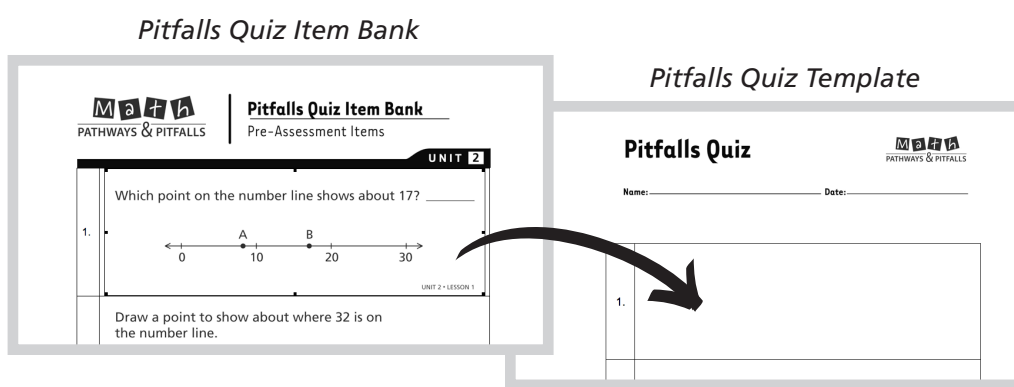 Pitfalls Quiz Item Bank
Math
PATHWAYS & PITFALLS
Pitfalls Quiz Item Bank
Pre-Assessment Items
UNIT 2
1.
Which point on the number line shows about 17? ______
A B
0 10 20 30
UNIT 2 • LESSON 1
Draw a point to show about where 32 is on
the number line.
Pitfalls Quiz Template
Pitfalls Quiz
Math
PATHWAYS & PITFALLS
Name: Date:
1.